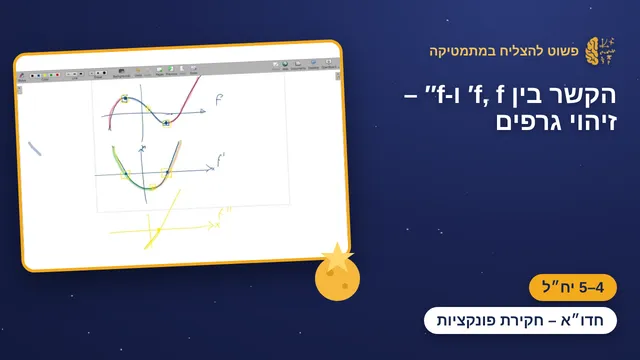 פשוט להצליח במתמטיקה
הקשר בין f, f′ ו-f″ –
זיהוי גרפים
4–5 יח״ל
חדו״א – חקירת פונקציות
f
f'
f"
x